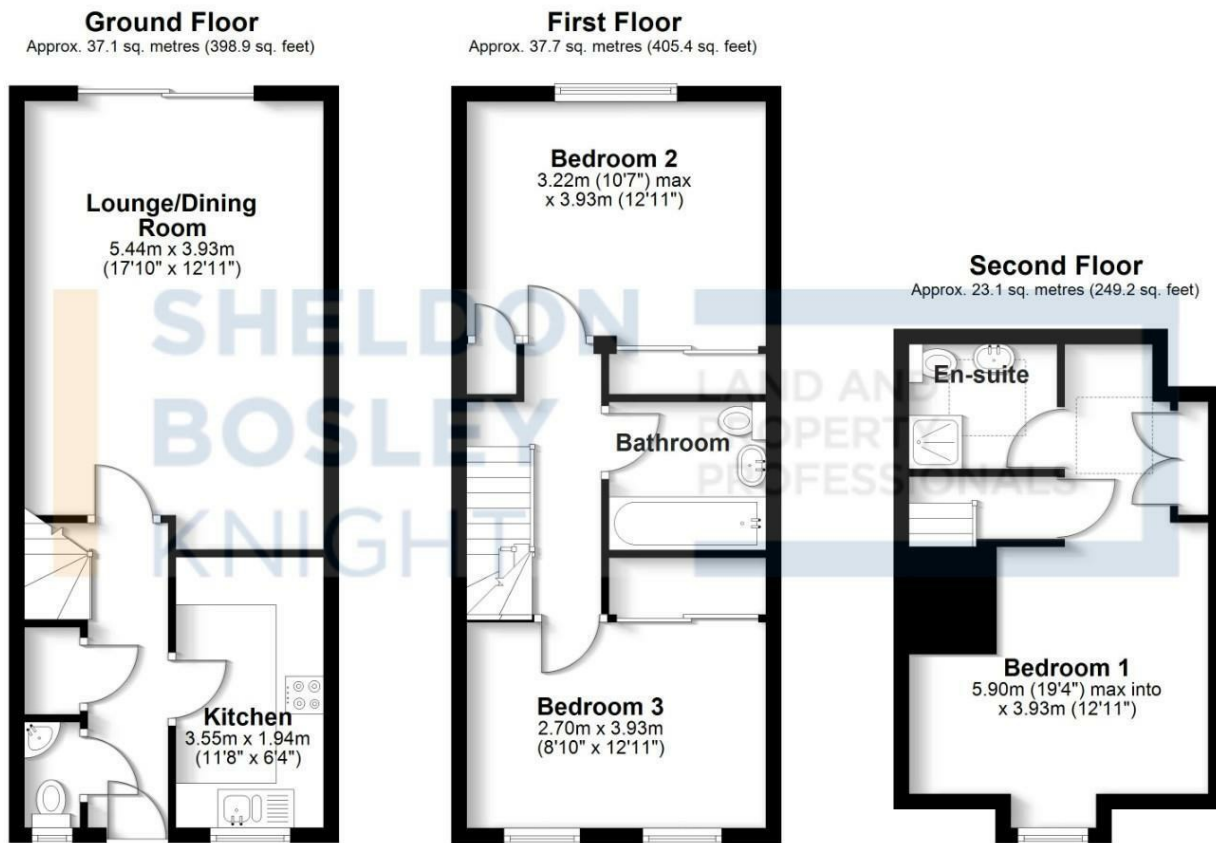 Ground Floor
Approx. 37.1 sq. metres (398.9 sq. feet)
Lounge/Dining
Room
5.44m x 3.93m
(17'10" x 12'11")
Kitchen
3.55m x 1.94m
(11'8" x 6'4")
First Floor
Approx. 37.7 sq. metres (405.4 sq. feet)
Bedroom 2
3.22m (10'7") max
x 3.93m (12'11")
Bathroom
Bedroom 3
2.70m x 3.93m
(8'10" x 12'11")
Second Floor
Approx. 23.1 sq. metres (249.2 sq. feet)
En-suite
Bedroom 1
5.90m (19'4") max into
x 3.93m (12'11")
SHELDON
BOSLEY
KNIGHT
LAND AND
PROPERTY
PROFESSIONALS